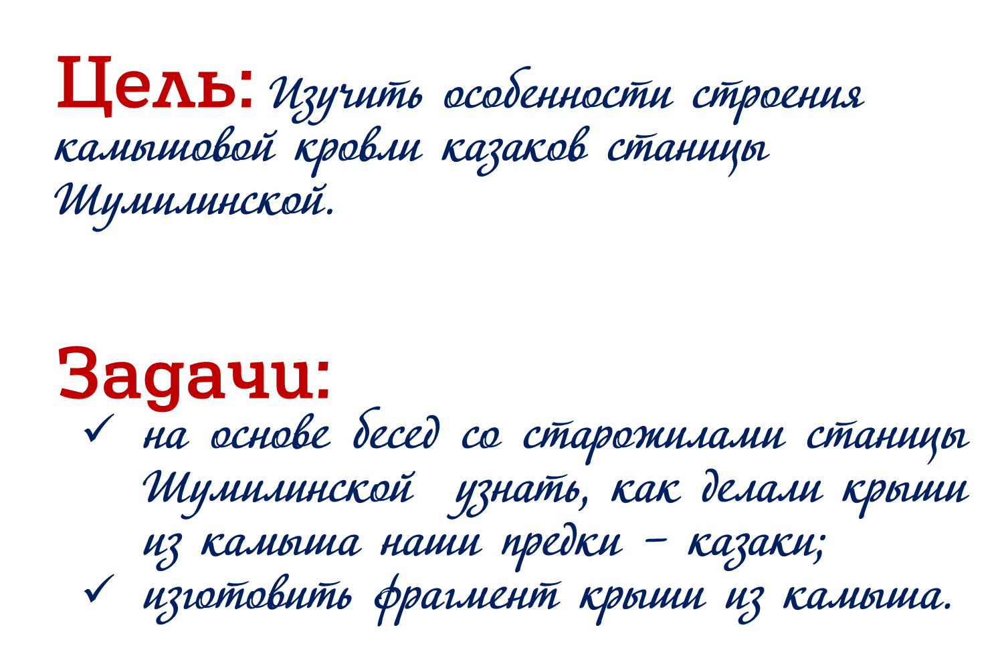 Цель: Изучить особенности строения
камышовой кровли казаков станицы
Шумилинской.
Задачи:
✓ на основе бесед со старожилами станицы
Шумилинской узнать, как делали крыши
из камыша наши предки – казаки;
✓ изготовить фрагмент крыши из камыша.